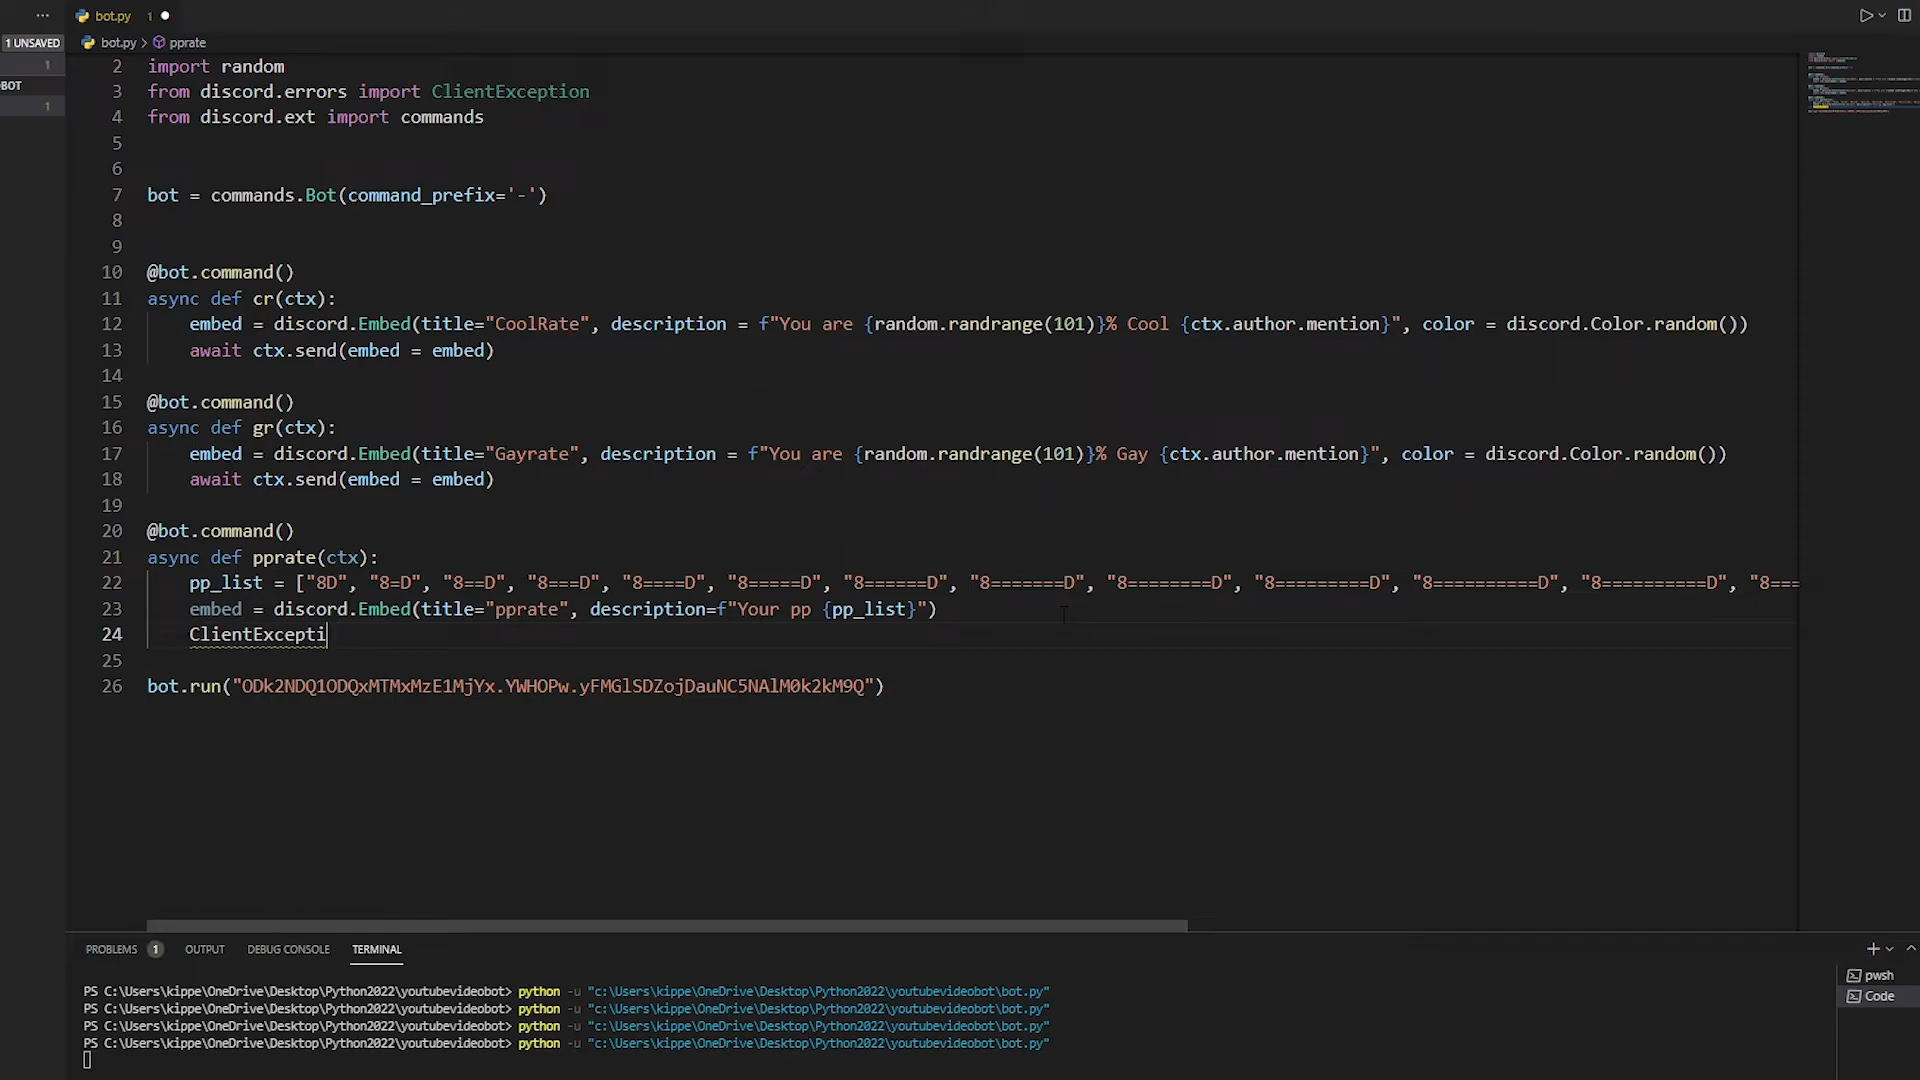 bot.py 1
1 UNSAVED bot.py > pprate
1
BOT
1
2 import random
3 from discord.errors import ClientException
4 from discord.ext import commands
5
6
7 bot = commands.Bot(command_prefix='-')
8
9
10 @bot.command()
11 async def cr(ctx):
12 embed = discord.Embed(title="CoolRate", description = f"You are {random.randrange(101)}% Cool {ctx.author.mention}", color = discord.Color.random())
13 await ctx.send(embed = embed)
14
15 @bot.command()
16 async def gr(ctx):
17 embed = discord.Embed(title="Gayrate", description = f"You are {random.randrange(101)}% Gay {ctx.author.mention}", color = discord.Color.random())
18 await ctx.send(embed = embed)
19
20 @bot.command()
21 async def pprate(ctx):
22 pp_list = ["8D", "8=D", "8==D", "8===D", "8====D", "8=====D", "8======D", "8=======D", "8========D", "8=========D", "8==========D", "8==========D", "8===
23 embed = discord.Embed(title="pprate", description=f"Your pp {pp_list}")
24 ClientExcepti
25
26 bot.run("ODk2NDQ1ODQxMTMxMzE1MjYx.YWHOPw.yFMGlSDZojDauNC5NAlM0k2kM9Q")
PROBLEMS 1 OUTPUT DEBUG CONSOLE TERMINAL
pwsh
Code
PS C:\Users\kippe\OneDrive\Desktop\Python2022\youtubevideobot> python -u "c:\Users\kippe\OneDrive\Desktop\Python2022\youtubevideobot\bot.py"
PS C:\Users\kippe\OneDrive\Desktop\Python2022\youtubevideobot> python -u "c:\Users\kippe\OneDrive\Desktop\Python2022\youtubevideobot\bot.py"
PS C:\Users\kippe\OneDrive\Desktop\Python2022\youtubevideobot> python -u "c:\Users\kippe\OneDrive\Desktop\Python2022\youtubevideobot\bot.py"
PS C:\Users\kippe\OneDrive\Desktop\Python2022\youtubevideobot> python -u "c:\Users\kippe\OneDrive\Desktop\Python2022\youtubevideobot\bot.py"